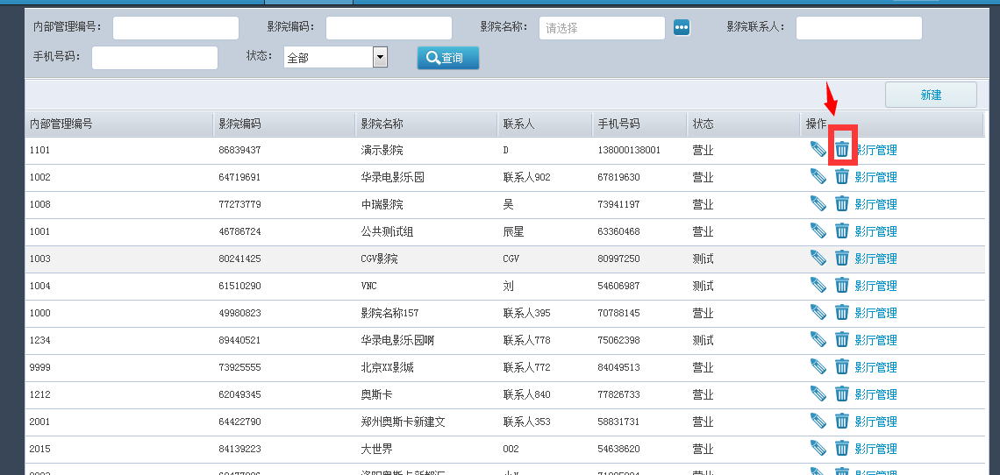 内部管理编号： 影院编码： 影院名称： 请选择 影院联系人：
手机号码： 状态： 全部 查询
新建
内部管理编号 影院编码 影院名称 联系人 手机号码 状态 操作
1101 86839437 演示影院 D 138000138001 营业 影厅管理
1002 64719691 华录电影乐园 联系人902 67819630 营业 影厅管理
1008 77273779 中瑞影院 吴 73941197 营业 影厅管理
1001 46786724 公共测试组 辰星 63360468 营业 影厅管理
1003 80241425 CGV影院 CGV 80997250 测试 影厅管理
1004 61510290 VNC 刘 54606987 测试 影厅管理
1000 49980823 影院名称157 联系人395 70788145 营业 影厅管理
1234 89440521 华录电影乐园啊 联系人778 75062398 测试 影厅管理
9999 73925555 北京XX影城 联系人772 84049513 营业 影厅管理
1212 62049345 奥斯卡 联系人840 77826733 营业 影厅管理
2001 64422790 郑州奥斯卡新建文 联系人353 58831731 营业 影厅管理
2015 84139223 大世界 002 54638620 营业 影厅管理